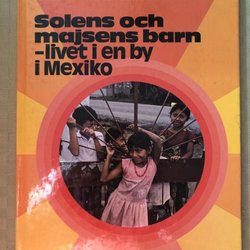 Solens och
majsens barn
–livet i en by
i Mexiko